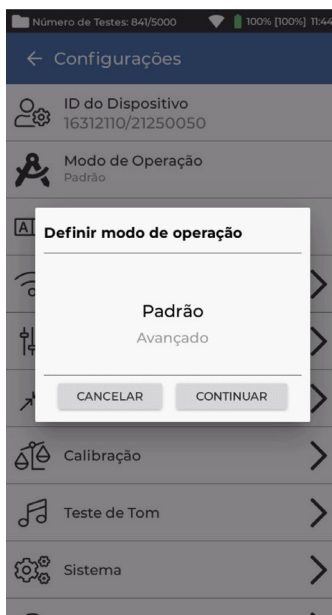 Número de Testes: 841/5000 100% [100%] 11:44
Configurações
ID do Dispositivo
16312110/21250050
Modo de Operação
Padrão
Definir modo de operação
Padrão
Avançado
CANCELAR CONTINUAR
Calibração
Teste de Tom
Sistema